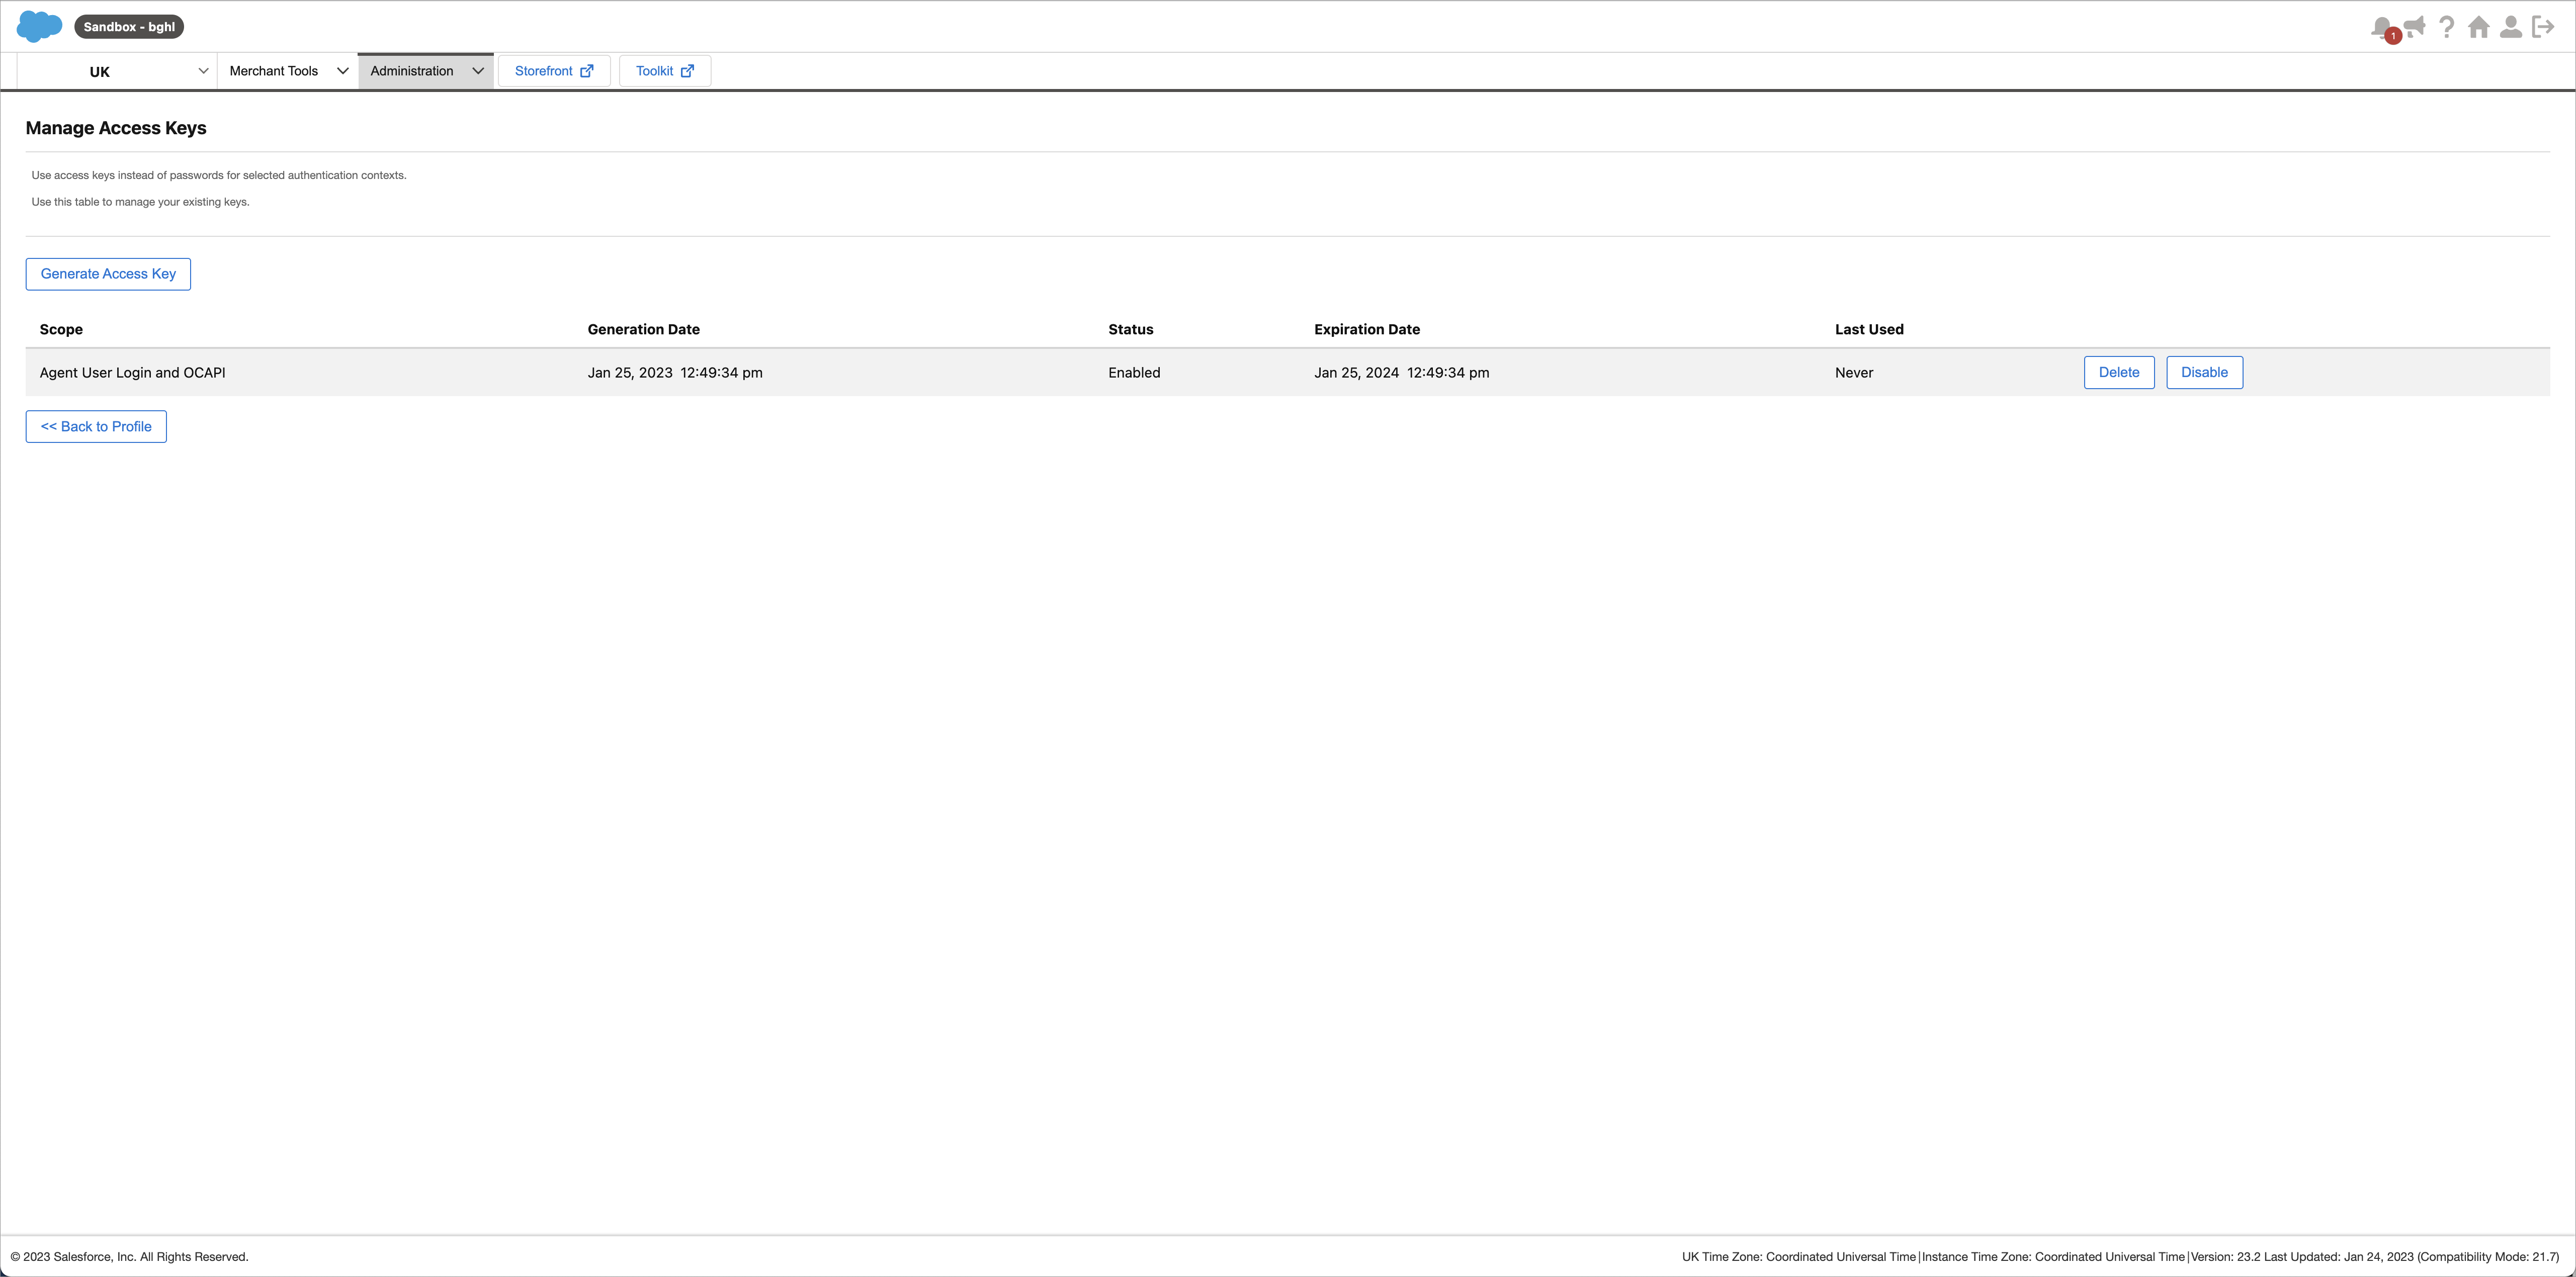 Sandbox - bghl
1
UK
Merchant Tools
Administration
Storefront
Toolkit
Manage Access Keys
Use access keys instead of passwords for selected authentication contexts.
Use this table to manage your existing keys.
Generate Access Key
Scope Generation Date Status Expiration Date Last Used
Agent User Login and OCAPI Jan 25, 2023 12:49:34 pm Enabled Jan 25, 2024 12:49:34 pm Never Delete Disable
<< Back to Profile
© 2023 Salesforce, Inc. All Rights Reserved.
UK Time Zone: Coordinated Universal Time|Instance Time Zone: Coordinated Universal Time|Version: 23.2 Last Updated: Jan 24, 2023 (Compatibility Mode: 21.7)